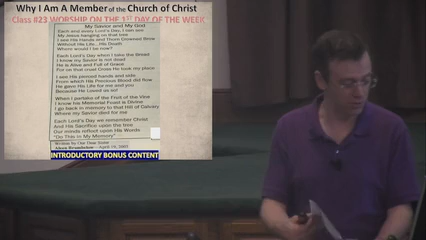 Why I Am A Member of the Church of Christ
Class #23 WORSHIP ON THE 1ST DAY OF THE WEEK
My Savior and My God
Each and every Lord's Day, I can see
My Jesus hanging on that tree
I see His Hands and Thorn Crowned Brow
Without His Life...His Death
Where would I be now?
Each Lord's Day when I take the Bread
I know my Savior is not dead
He is Alive and Full of Grace
For on that cruel Cross He took my place
I see His pierced hands and side
From which His Precious Blood did flow
He gave His Life for me and you
Because He Loved us so!
When I partake of the Fruit of the Vine
I know his Memorial Feast is Divine
I go back in memory to that Hill of Calvary
Where my Savior died for me
Each Lord's Day we remember Christ
And His Sacrifice upon the tree
Our minds reflect upon His Words
"Do This in My Memory"
Written by Our Dear Sister
April
INTRODUCTORY BONUS CONTENT